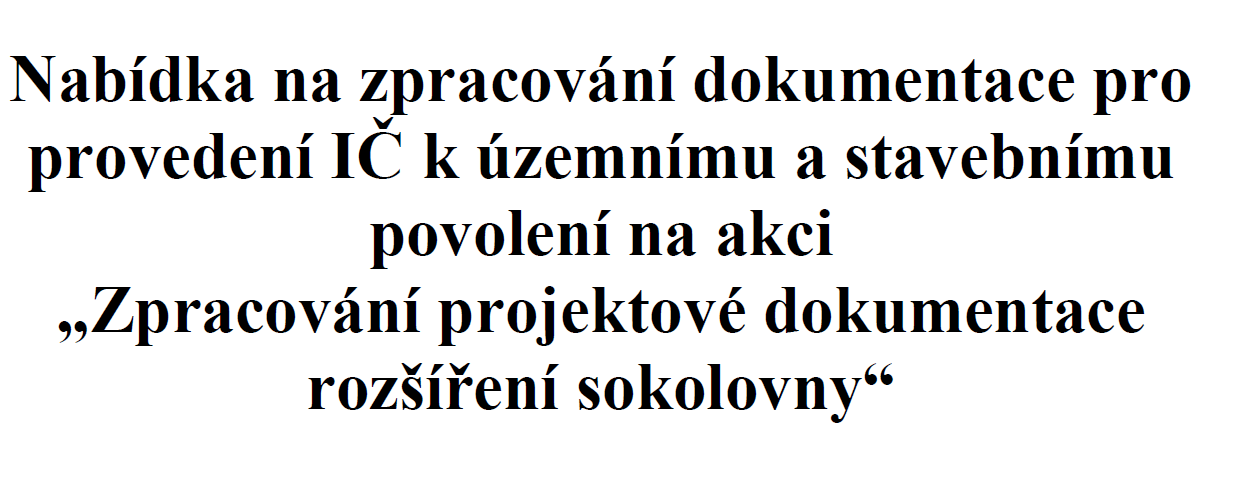 Nabídka na zpracování dokumentace pro
provedení IČ k územnímu a stavebnímu
povolení na akci
„Zpracování projektové dokumentace
rozšíření sokolovny“